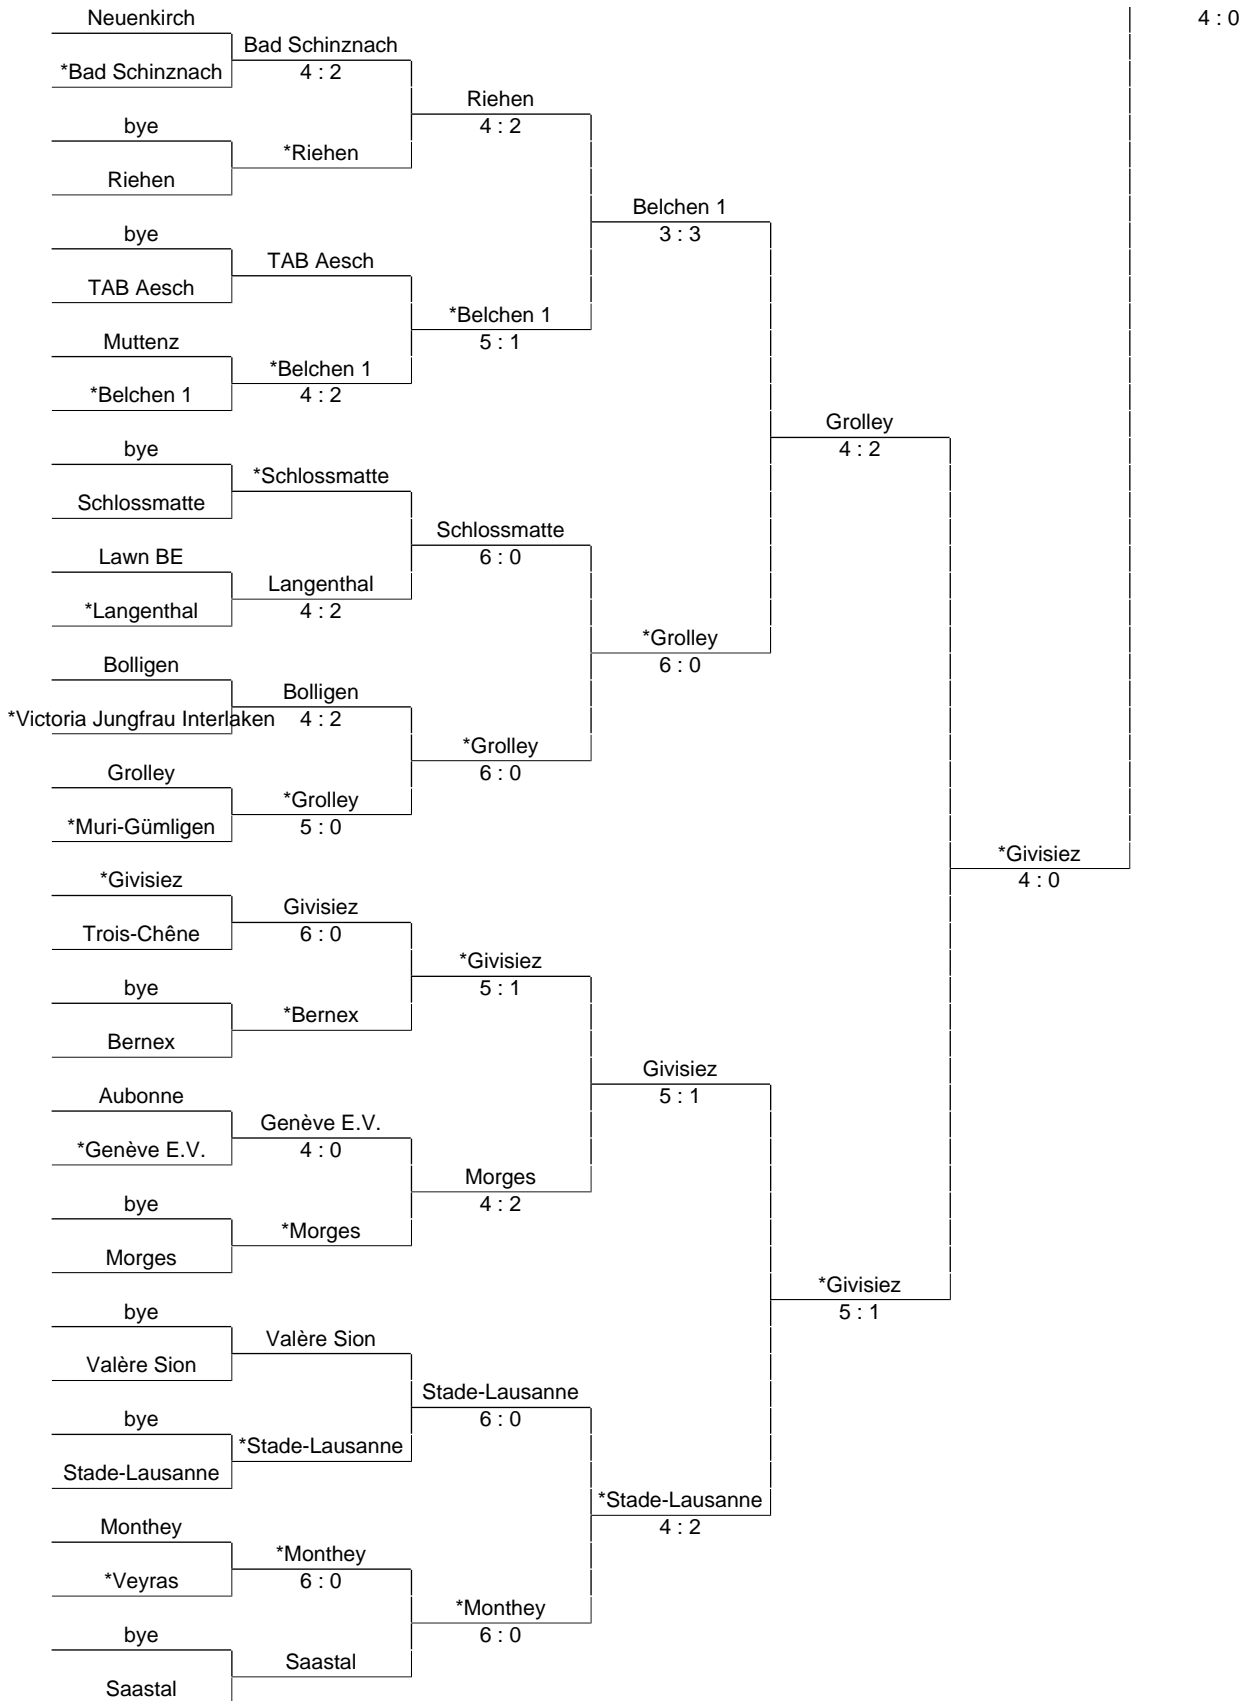 Neuenkirch
4 : 0
Bad Schinznach
*Bad Schinznach
4 : 2
Riehen
bye
4 : 2
*Riehen
Riehen
Belchen 1
bye
3 : 3
TAB Aesch
TAB Aesch
*Belchen 1
Muttenz
5 : 1
*Belchen 1
*Belchen 1
4 : 2
Grolley
bye
4 : 2
*Schlossmatte
Schlossmatte
Schlossmatte
Lawn BE
6 : 0
Langenthal
*Langenthal
4 : 2
*Grolley
Bolligen
6 : 0
Bolligen
*Victoria Jungfrau Interlaken
4 : 2
*Grolley
Grolley
6 : 0
*Grolley
*Muri-Gümligen
5 : 0
*Givisiez
*Givisiez
4 : 0
Givisiez
Trois-Chêne
6 : 0
*Givisiez
bye
5 : 1
*Bernex
Bernex
Givisiez
Aubonne
5 : 1
Genève E.V.
*Genève E.V.
4 : 0
Morges
bye
4 : 2
*Morges
Morges
*Givisiez
bye
5 : 1
Valère Sion
Valère Sion
Stade-Lausanne
bye
6 : 0
*Stade-Lausanne
Stade-Lausanne
*Stade-Lausanne
Monthey
4 : 2
*Monthey
*Veyras
6 : 0
*Monthey
bye
6 : 0
Saastal
Saastal